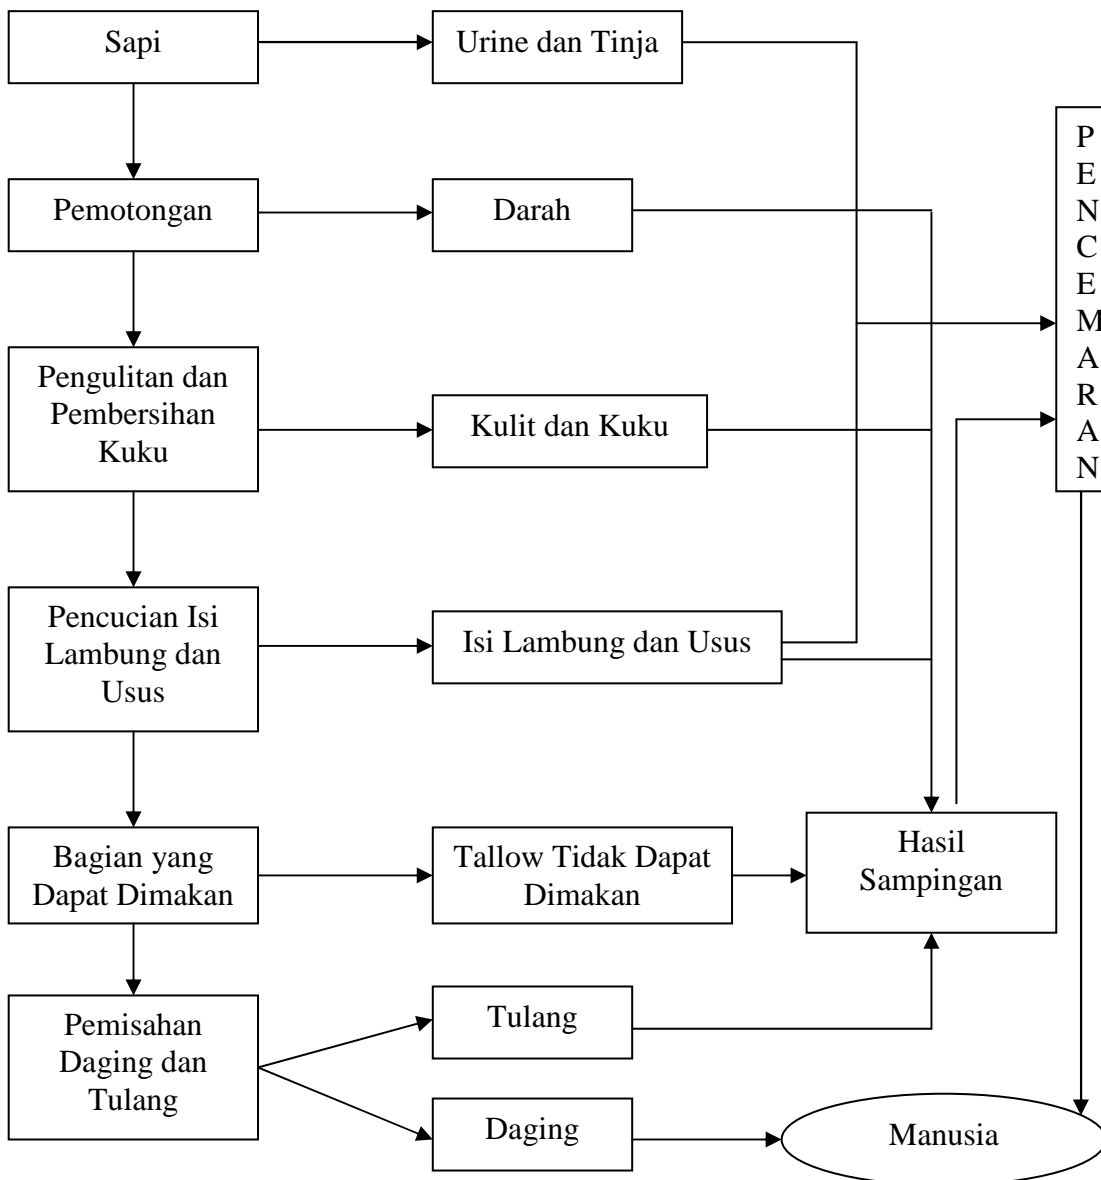 Sapi
Urine dan Tinja
P
E
N
C
E
M
A
R
A
N
Pemotongan
Darah
Pengulitan dan
Pembersihan
Kuku
Kulit dan Kuku
Pencucian Isi
Lambung dan
Usus
Isi Lambung dan Usus
Bagian yang
Dapat Dimakan
Tallow Tidak Dapat
Dimakan
Hasil
Sampingan
Pemisahan
Daging dan
Tulang
Tulang
Daging
Manusia